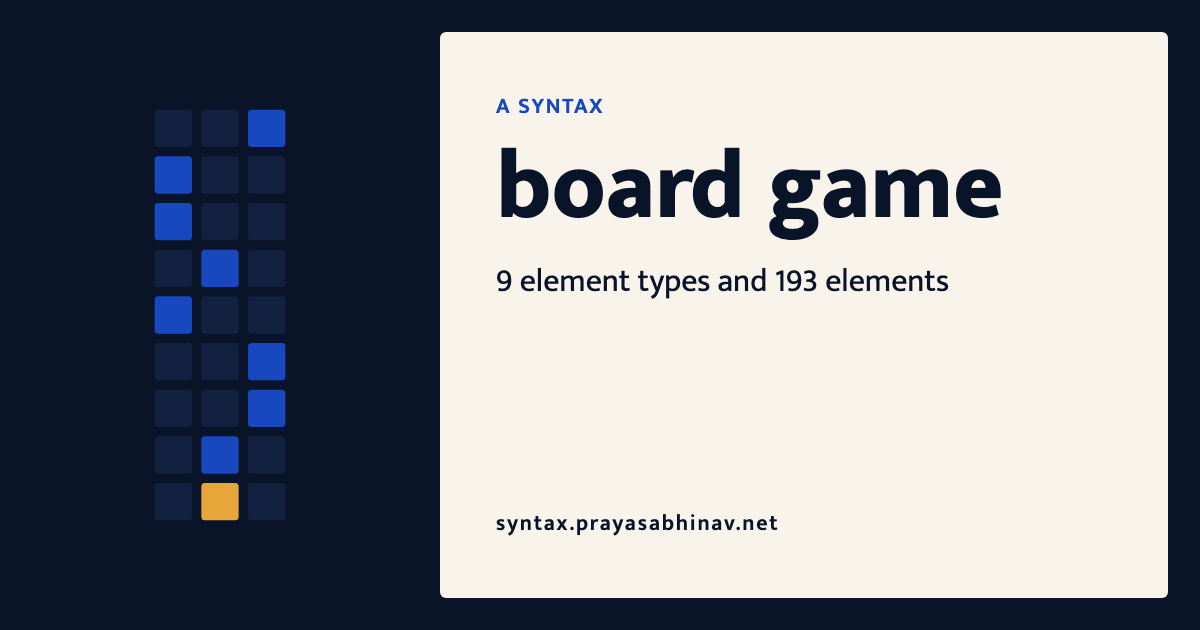 A SYNTAX
board game
9 element types and 193 elements
syntax.prayasabhinav.net